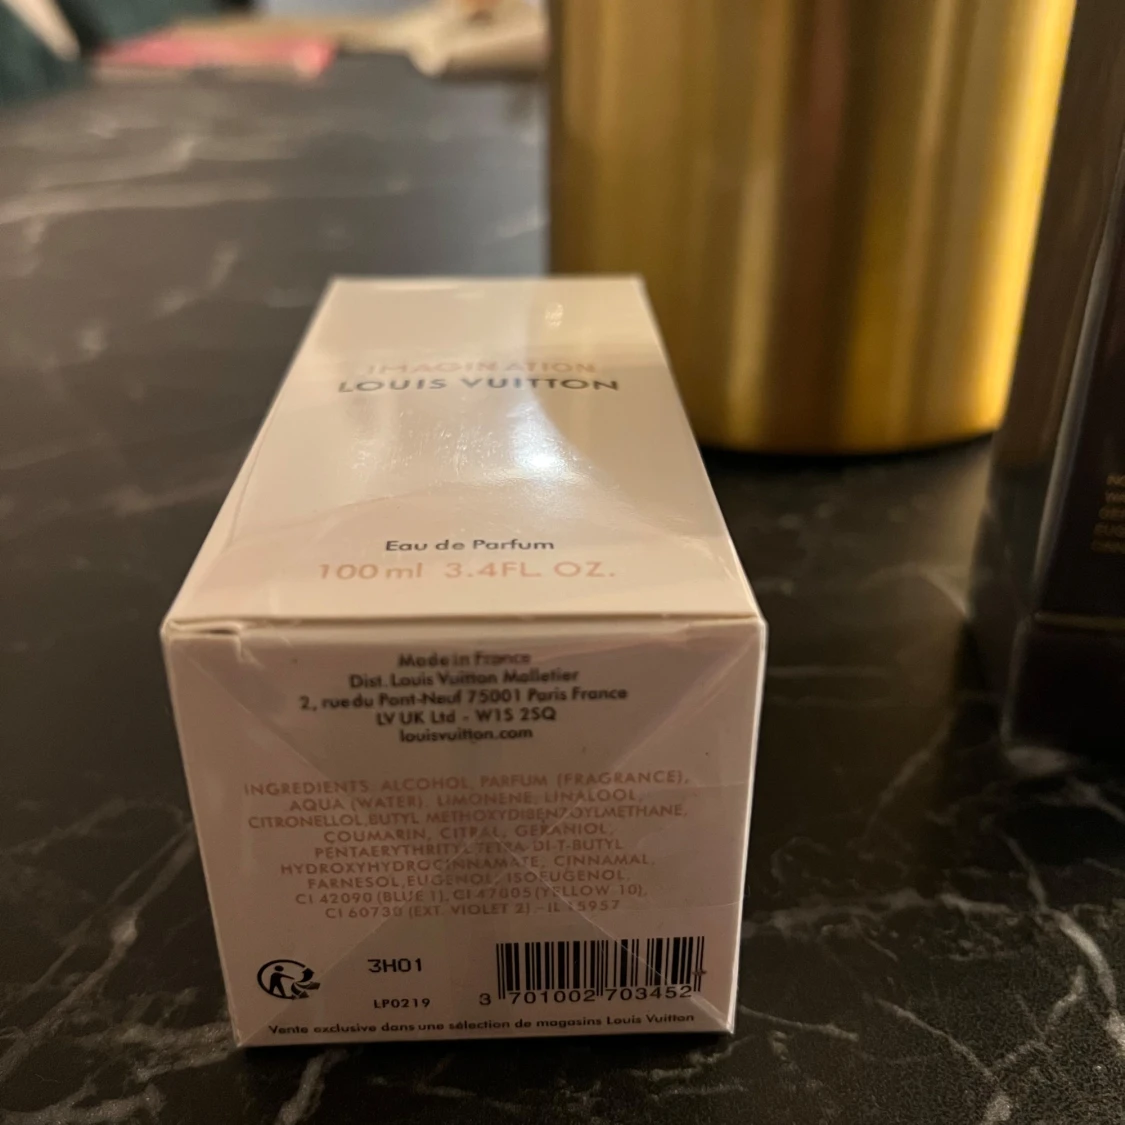 IMAGINATION
LOUIS VUITTON
Eau de Parfum
100ml 3.4FL OZ.
Made in France
Dist. Louis Vuitton Malletier
2, rue du Pont-Neuf 75001 Paris France
LV UK Ltd - W1S 2SQ
louisvuitton.com
INGREDIENTS: ALCOHOL, PARFUM (FRAGRANCE),
AQUA (WATER), LIMONENE, LINALOOL,
CITRONELLOL, BUTYL METHOXYDIBENZOYLMETHANE,
COUMARIN, CITRAL, GERANIOL,
PENTAERYTHRITYL TETRA-DI-T-BUTYL
HYDROXYHYDROCINNAMATE, CINNAMAL,
FARNESOL, EUGENOL, ISOEUGENOL,
CI 42090 (BLUE 1), CI 47005 (YELLOW 10),
CI 60730 (EXT. VIOLET 2).- IL 15957
3H01
LP0219
3 701002 703452
Vente exclusive dans une sélection de magasins Louis Vuitton